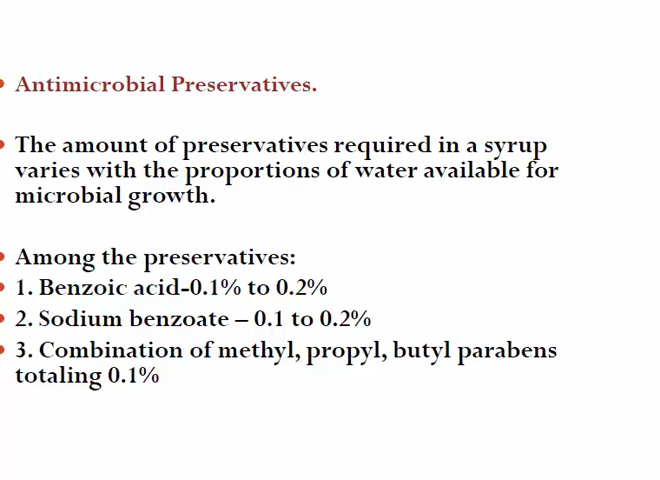 Antimicrobial Preservatives.
The amount of preservatives required in a syrup
varies with the proportions of water available for
microbial growth.
Among the preservatives:
1. Benzoic acid-0.1% to 0.2%
2. Sodium benzoate – 0.1 to 0.2%
3. Combination of methyl, propyl, butyl parabens
totaling 0.1%